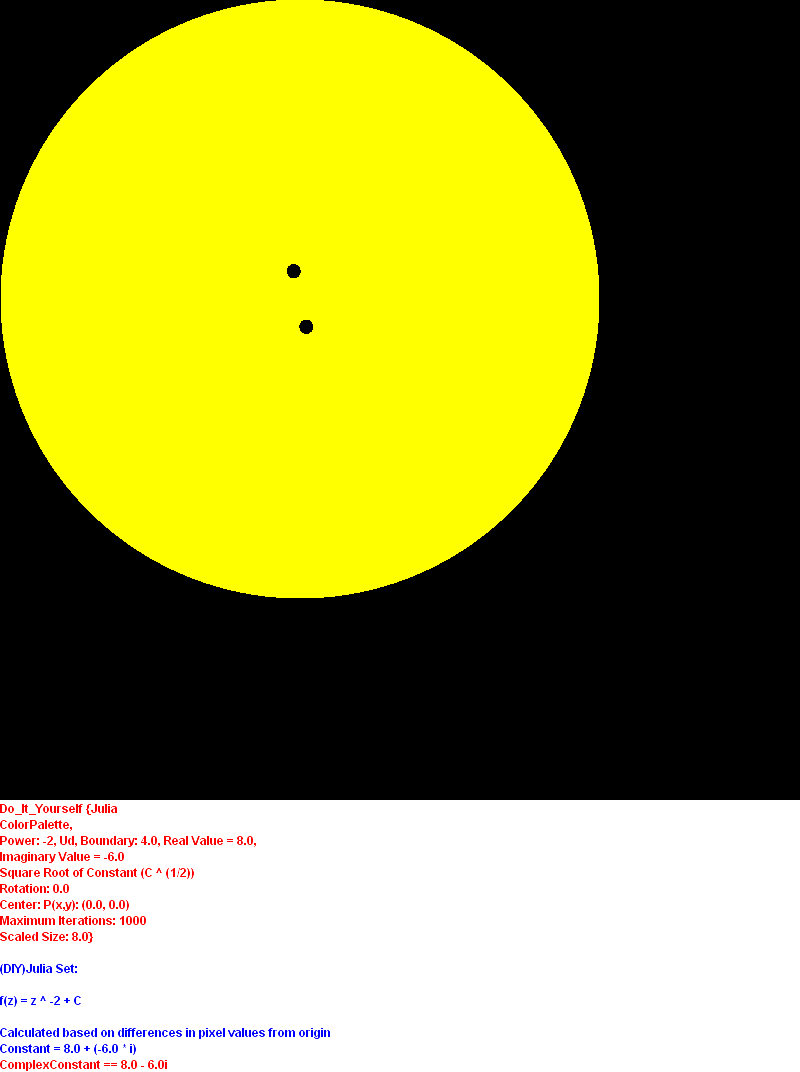 Do_It_Yourself {Julia
ColorPalette,
Power: -2, Ud, Boundary: 4.0, Real Value = 8.0,
Imaginary Value = -6.0
Square Root of Constant (C ^ (1/2))
Rotation: 0.0
Center: P(x,y): (0.0, 0.0)
Maximum Iterations: 1000
Scaled Size: 8.0}
(DIY)Julia Set:
f(z) = z ^ -2 + C
Calculated based on differences in pixel values from origin
Constant = 8.0 + (-6.0 * i)
ComplexConstant == 8.0 - 6.0i